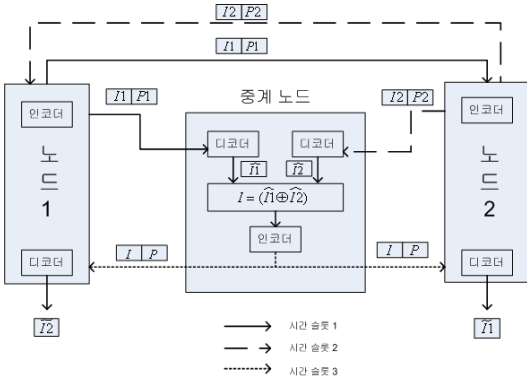 I2 P2
I1 P1
I1 P1
중계 노드
I2 P2
인코더
인코더
디코더
디코더
노드 1
노드 2
Î1
Î2
I = (Î1⊕Î2)
인코더
디코더
I P
I P
디코더
Ĩ2
Ĩ1
시간 슬롯 1
시간 슬롯 2
시간 슬롯 3